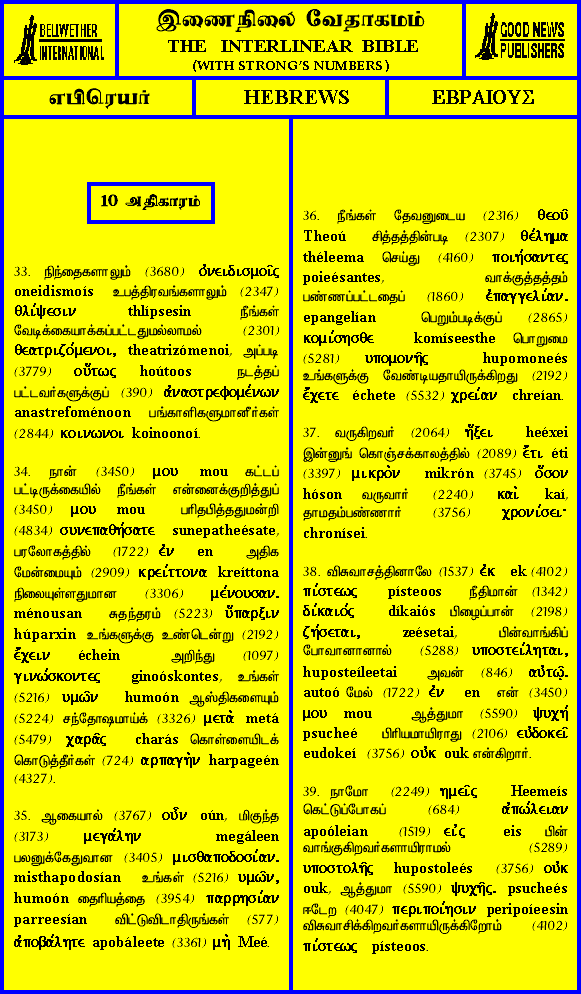 BELLWETHER
INTERNATIONAL
இணைநிலை வேதாகமம்
THE INTERLINEAR BIBLE
(WITH STRONG'S NUMBERS)
GOOD NEWS
PUBLISHERS
எபிரெயர்
HEBREWS
ΕΒΡΑΙΟΥΣ
10 அதிகாரம்
33. நிந்தைகளாலும் (3680) ὀνειδισμοῖς
oneidismoís உபத்திரவங்களாலும் (2347)
θλίψεσιν thlípsesin நீங்கள்
வேடிக்கையாக்கப்பட்டதுமல்லாமல் (2301)
θεατριζόμενοι, theatrizómenoi, அப்படி
(3779) οὕτως hoútoos நடத்தப்
பட்டவர்களுக்குப் (390) ἀναστρεφομένων
anastrefoménoon பங்காளிகளுமானீர்கள்
(2844) κοινωνοι koinoonoí.
34. நான் (3450) μου mou கட்டப்
பட்டிருக்கையில் நீங்கள் என்னைக்குறித்துப்
(3450) μου mou பரிதபித்ததுமன்றி
(4834) συνεπαθήσατε sunepatheésate,
பரலோகத்தில் (1722) ἐν en அதிக
மேன்மையும் (2909) κρείττονα kreíttona
நிலையுள்ளதுமான (3306) μένουσαν.
ménousan சுதந்தரம் (5223) ὕπαρξιν
húparxin உங்களுக்கு உண்டென்று (2192)
ἔχειν échein அறிந்து (1097)
γινώσκοντες ginoóskontes, உங்கள்
(5216) υμῶν humoón ஆஸ்திகளையும்
(5224) சந்தோஷமாய்க் (3326) μετὰ metá
(5479) χαρᾶς charás கொள்ளையிடக்
கொடுத்தீர்கள் (724) αρπαγὴν harpageén
(4327).
35. ஆகையால் (3767) οὖν oún, மிகுந்த
(3173) μεγάλην megáleen
பலனுக்கேதுவான (3405) μισθαποδοσίαν.
misthapodosían உங்கள் (5216) υμῶν,
humoón தைரியத்தை (3954) παρρησίαν
parreesían விட்டுவிடாதிருங்கள் (577)
ἀποβάλητε apobáleete (3361) μὴ Meé.
36. நீங்கள் தேவனுடைய (2316) θεοῦ
Theoú சித்தத்தின்படி (2307) θέλημα
théleema செய்து (4160) ποιήσαντες
poieésantes, வாக்குத்தத்தம்
பண்ணப்பட்டதைப் (1860) ἐπαγγελίαν.
epangelían பெறும்படிக்குப் (2865)
κομίσησθε komíseesthe பொறுமை
(5281) υπομονῆς hupomoneés
உங்களுக்கு வேண்டியதாயிருக்கிறது (2192)
ἔχετε échete (5532) χρείαν chreían.
37. வருகிறவர் (2064) ἥξει heéxei
இன்னுங் கொஞ்சக்காலத்தில் (2089) ἔτι éti
(3397) μικρὸν mikrón (3745) ὅσον
hóson வருவார் (2240) καὶ kaí,
தாமதம்பண்ணார் (3756) χρονίσει·
chronísei.
38. விசுவாசத்தினாலே (1537) ἐκ ek (4102)
πίστεως písteoos நீதிமான் (1342)
δίκαιός díkaiós பிழைப்பான் (2198)
ζήσεται, zeésetai, பின்வாங்கிப்
போவானானால் (5288) υποστείληται,
huposteíleetai அவன் (846) αὐτῷ.
autoó மேல் (1722) ἐν en என் (3450)
μου mou ஆத்துமா (5590) ψυχή
psucheé பிரியமாயிராது (2106) εὐδοκεῖ
eudokeí (3756) οὐκ ouk என்கிறார்.
39. நாமோ (2249) ημεῖς Heemeís
கெட்டுப்போகப் (684) ἀπώλειαν
apoóleian (1519) εἰς eis பின்
வாங்குகிறவர்களாயிராமல் (5289)
υποστολῆς hupostoleés (3756) οὐκ
ouk, ஆத்துமா (5590) ψυχῆς. psucheés
ஈடேற (4047) περιποίησιν peripoíeesin
விசுவாசிக்கிறவர்களாயிருக்கிறோம் (4102)
πίστεως písteoos.